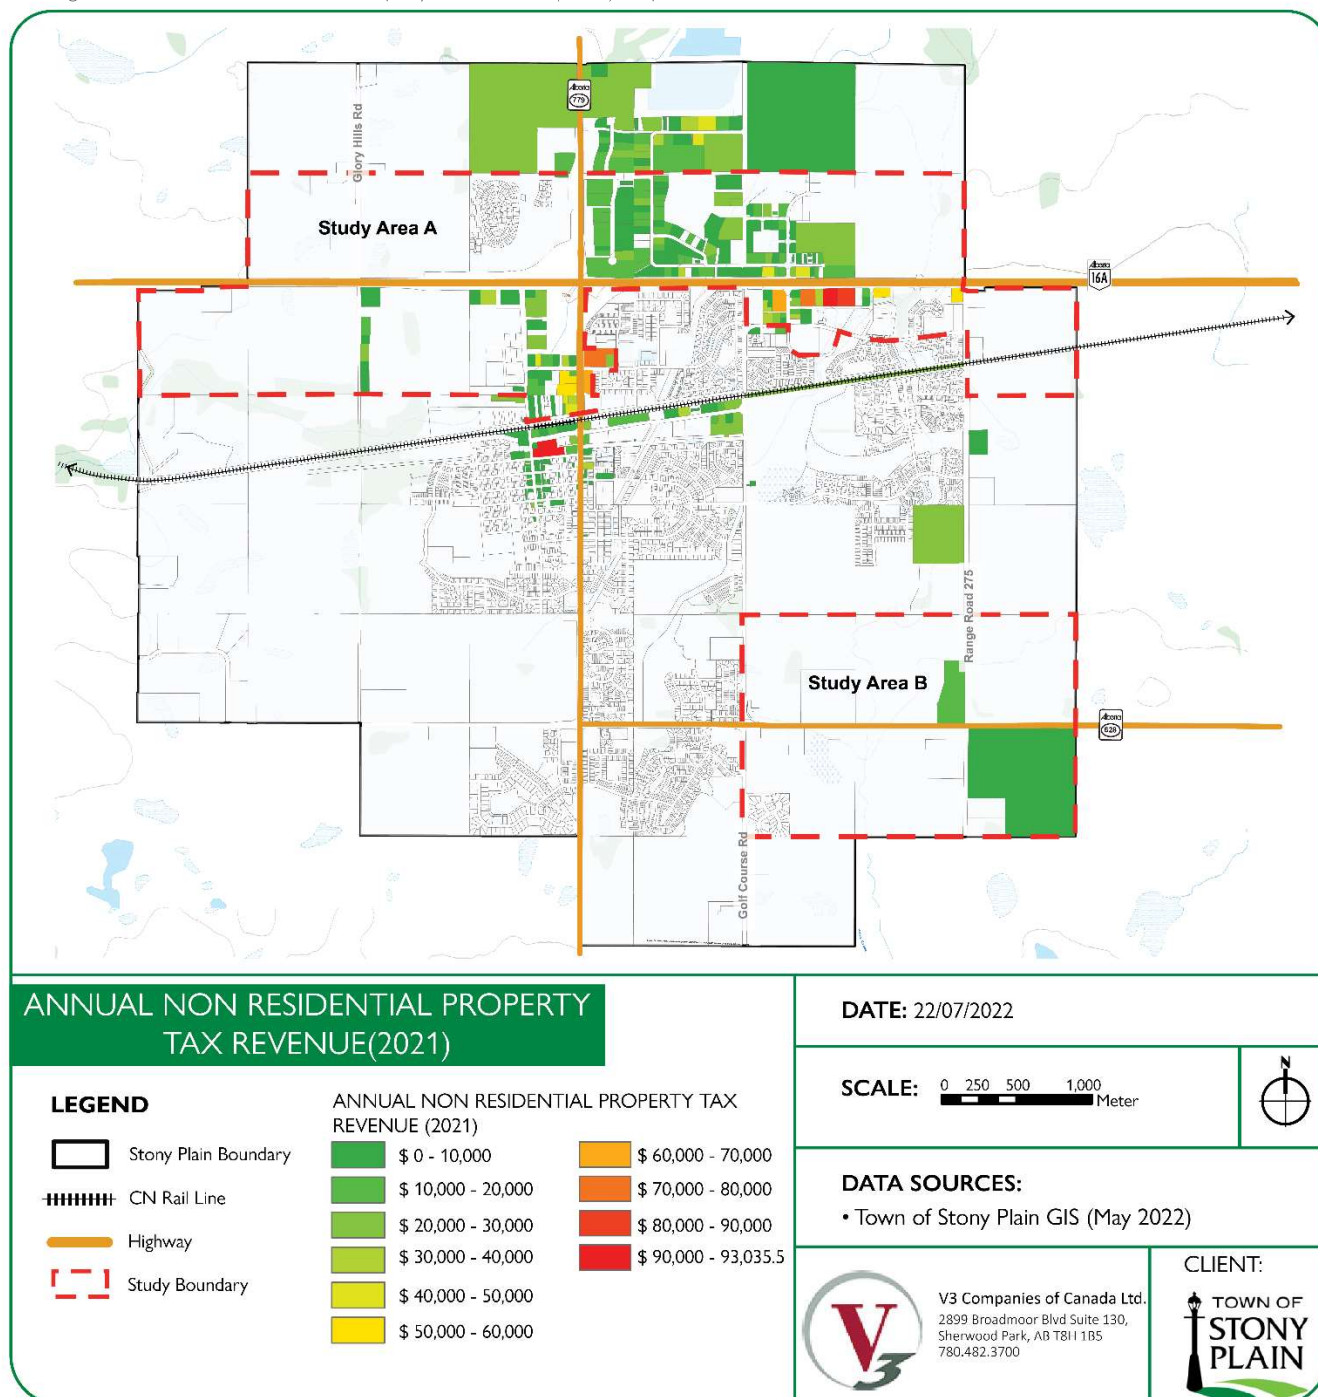 Alberta
779
Glory Hills Rd
Study Area A
Alberta
16A
Range Road 275
Study Area B
Alberta
628
Golf Course Rd
ANNUAL NON RESIDENTIAL PROPERTY
TAX REVENUE(2021)
LEGEND
Stony Plain Boundary
CN Rail Line
Highway
Study Boundary
ANNUAL NON RESIDENTIAL PROPERTY TAX
REVENUE (2021)
$ 0 - 10,000
$ 10,000 - 20,000
$ 20,000 - 30,000
$ 30,000 - 40,000
$ 40,000 - 50,000
$ 50,000 - 60,000
$ 60,000 - 70,000
$ 70,000 - 80,000
$ 80,000 - 90,000
$ 90,000 - 93,035.5
DATE: 22/07/2022
SCALE: 0 250 500 1,000
Meter
N
DATA SOURCES:
• Town of Stony Plain GIS (May 2022)
V3
V3 Companies of Canada Ltd.
2899 Broadmoor Blvd Suite 130,
Sherwood Park, AB T8H 1B5
780.482.3700
CLIENT:
TOWN OF
STONY
PLAIN